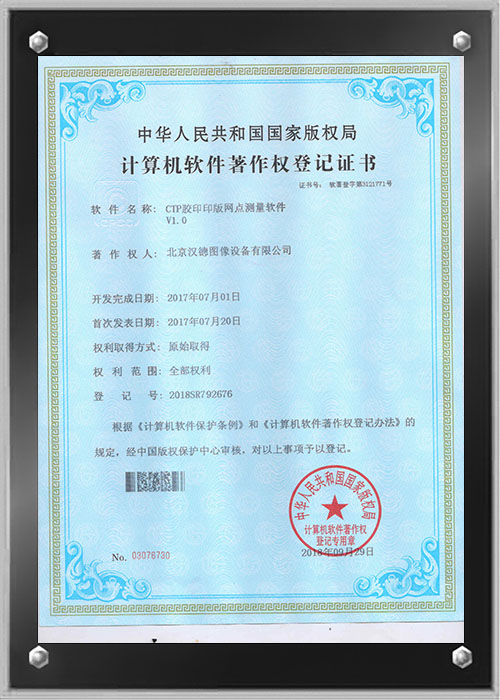 中华人民共和国国家版权局
计算机软件著作权登记证书
证书号： 软著登字第3121771号
软件名称： CTP胶印印版网点测量软件
V1.0
著作权人： 北京汉德图像设备有限公司
开发完成日期： 2017年07月01日
首次发表日期： 2017年07月20日
权利取得方式： 原始取得
权利范围： 全部权利
登记号： 2018SR792676
根据《计算机软件保护条例》和《计算机软件著作权登记办法》的
规定，经中国版权保护中心审核，对以上事项予以登记。
中华人民共和国国家版权局
计算机软件著作权
登记专用章
2018年09月29日
No. 03076730